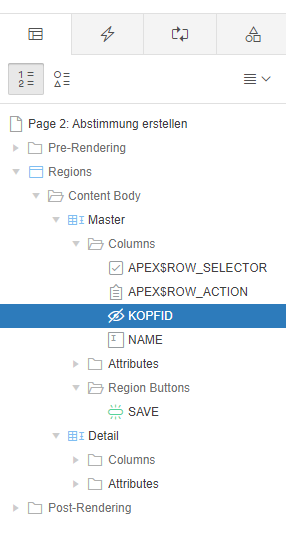 Page 2: Abstimmung erstellen
Pre-Rendering
Regions
Content Body
Master
Columns
APEX$ROW_SELECTOR
APEX$ROW_ACTION
KOPFID
NAME
Attributes
Region Buttons
SAVE
Detail
Columns
Attributes
Post-Rendering